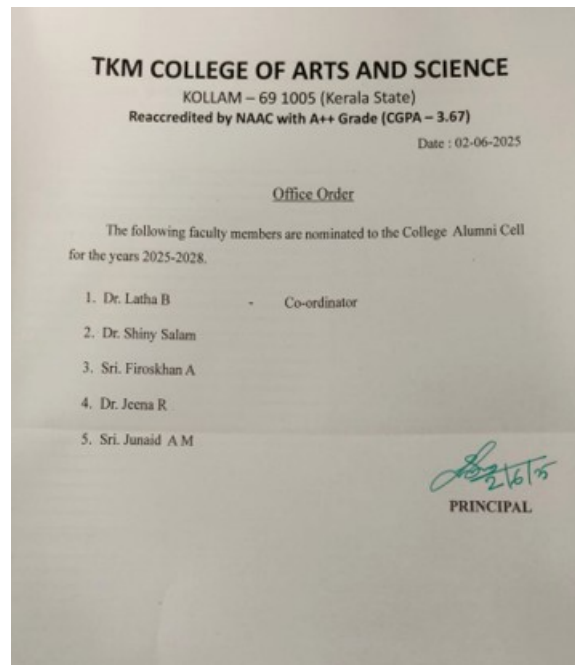 TKM COLLEGE OF ARTS AND SCIENCE
KOLLAM – 69 1005 (Kerala State)
Reaccredited by NAAC with A++ Grade (CGPA – 3.67)
Date : 02-06-2025
Office Order
The following faculty members are nominated to the College Alumni Cell
for the years 2025-2028.
1. Dr. Latha B - Co-ordinator
2. Dr. Shiny Salam
3. Sri. Firoskhan A
4. Dr. Jeena R
5. Sri. Junaid A M
2/6/25
PRINCIPAL